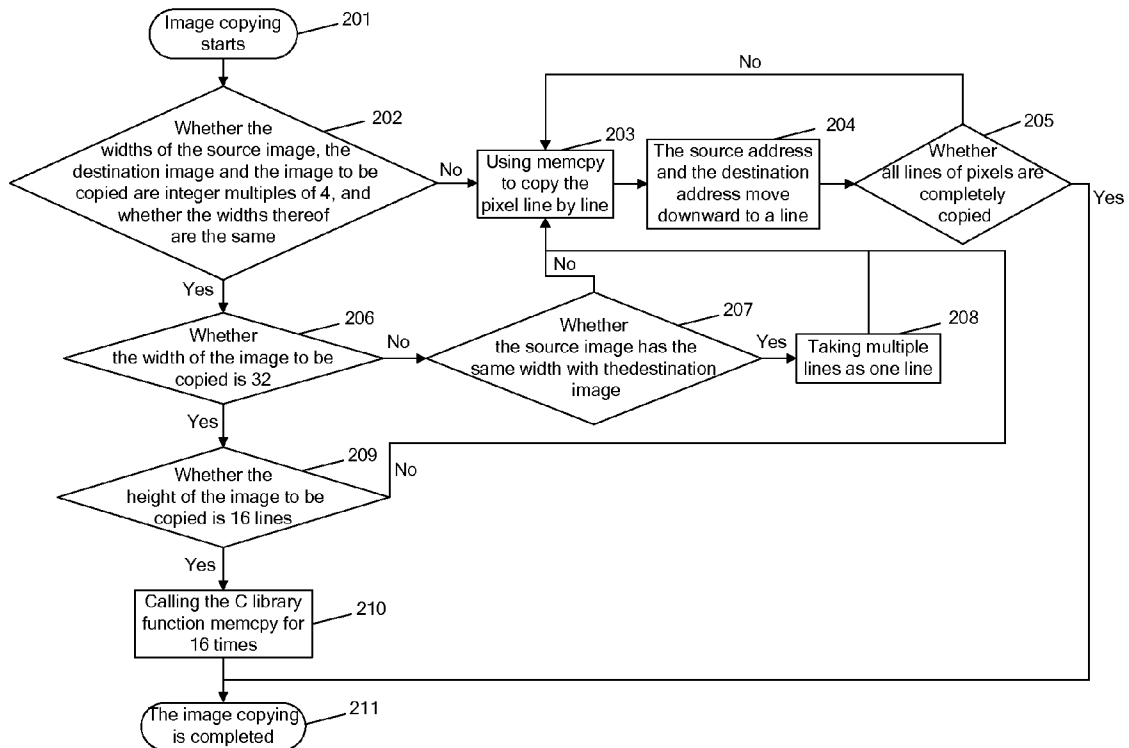 Image copying
starts
201
Whether the
widths of the source image, the
destination image and the image to be
copied are integer multiples of 4, and
whether the widths thereof
are the same
202
No
Yes
Using memcpy
to copy the
pixel line by line
203
The source address
and the destination
address move
downward to a line
204
Whether
all lines of pixels are
completely
copied
205
No
Yes
Whether
the width of the image to be
copied is 32
206
No
Yes
Whether
the source image has the
same width with thedestination
image
207
No
Yes
Taking multiple
lines as one line
208
Whether the
height of the image to be
copied is 16 lines
209
No
Yes
Calling the C library
function memcpy for
16 times
210
The image copying
is completed
211